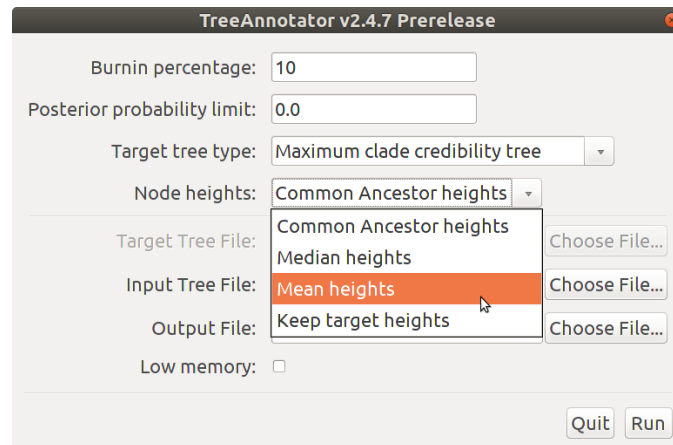 TreeAnnotator v2.4.7 Prerelease
Burnin percentage: 10
Posterior probability limit: 0.0
Target tree type: Maximum clade credibility tree
Node heights: Common Ancestor heights
Common Ancestor heights
Target Tree File: Choose File...
Median heights
Input Tree File: Mean heights Choose File...
Output File: Keep target heights Choose File...
Low memory:
Quit Run